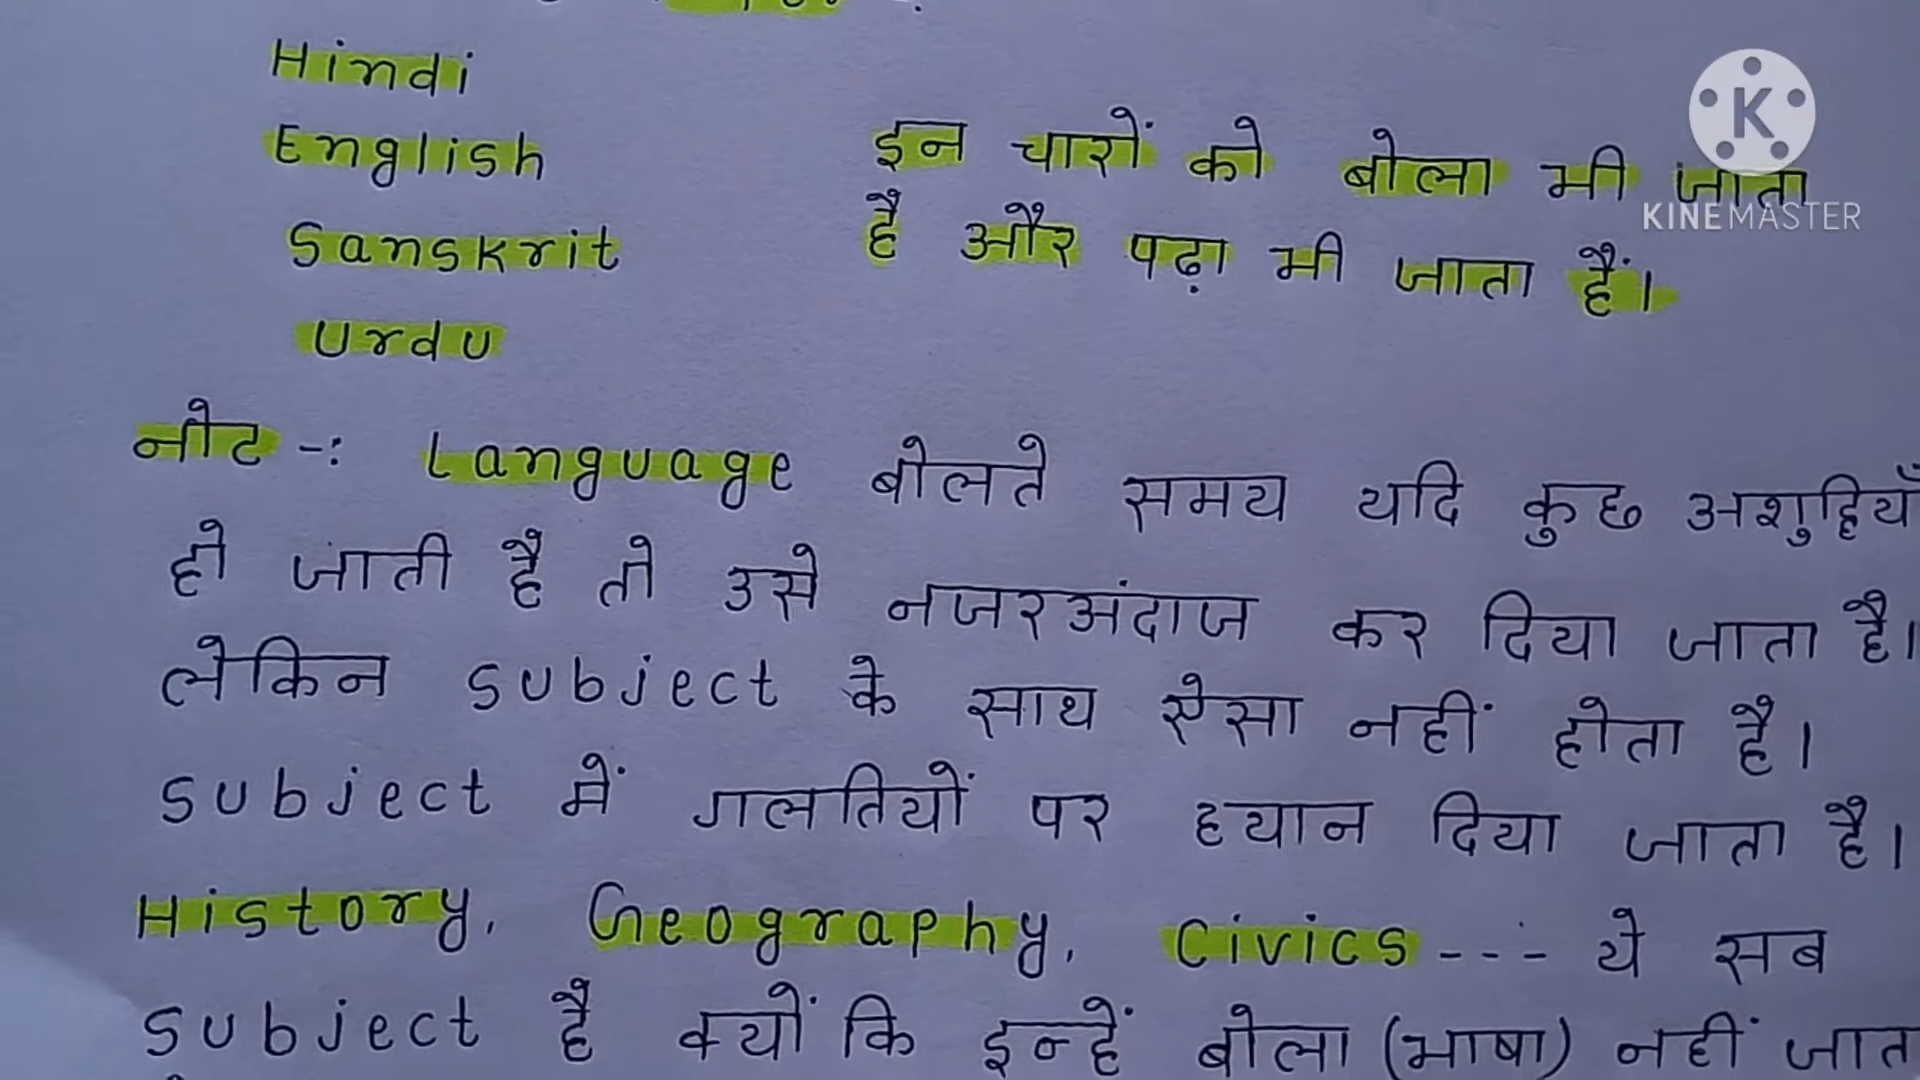 Hindi
English
Sanskrit
Urdu
इन चारों को बोला भी जाता
है और पढ़ा भी जाता हैं।
K
KINEMASTER
नोट -: Language बोलते समय यदि कुछ अशुद्धियाँ
हो जाती है तो उसे नजरअंदाज कर दिया जाता है।
लेकिन subject के साथ ऐसा नहीं होता है।
subject में गलतियों पर ध्यान दिया जाता है।
History, Geography, Civics ---- ये सब
subject है क्यों कि इन्हें बोला (भाषा) नहीं जात